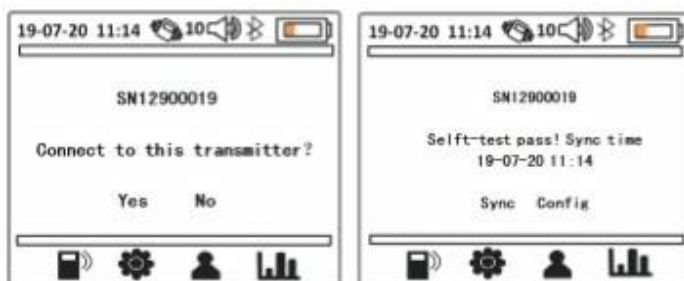 19-07-20 11:14 10
SN12900019
Connect to this transmitter?
Yes No
19-07-20 11:14 10
SN12900019
Selft-test pass! Sync time
19-07-20 11:14
Sync Config